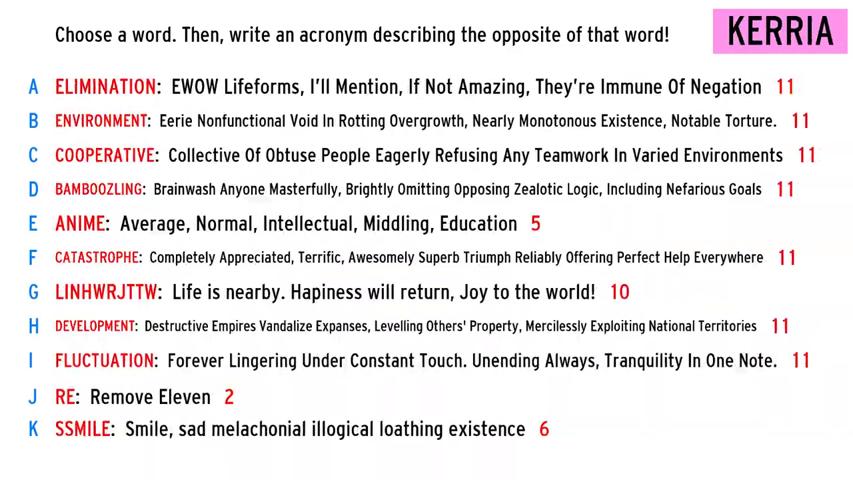 Choose a word. Then, write an acronym describing the opposite of that word!
KERRIA
A ELIMINATION: EWOW Lifeforms, I'll Mention, If Not Amazing, They're Immune Of Negation 11
B ENVIRONMENT: Eerie Nonfunctional Void In Rotting Overgrowth, Nearly Monotonous Existence, Notable Torture. 11
C COOPERATIVE: Collective Of Obtuse People Eagerly Refusing Any Teamwork In Varied Environments 11
D BAMBOOZLING: Brainwash Anyone Masterfully, Brightly Omitting Opposing Zealotic Logic, Including Nefarious Goals 11
E ANIME: Average, Normal, Intellectual, Middling, Education 5
F CATASTROPHE: Completely Appreciated, Terrific, Awesomely Superb Triumph Reliably Offering Perfect Help Everywhere 11
G LINHWRJTTW: Life is nearby. Hapiness will return, Joy to the world! 10
H DEVELOPMENT: Destructive Empires Vandalize Expanses, Levelling Others' Property, Mercilessly Exploiting National Territories 11
I FLUCTUATION: Forever Lingering Under Constant Touch. Unending Always, Tranquility In One Note. 11
J RE: Remove Eleven 2
K SSMILE: Smile, sad melachonial illogical loathing existence 6